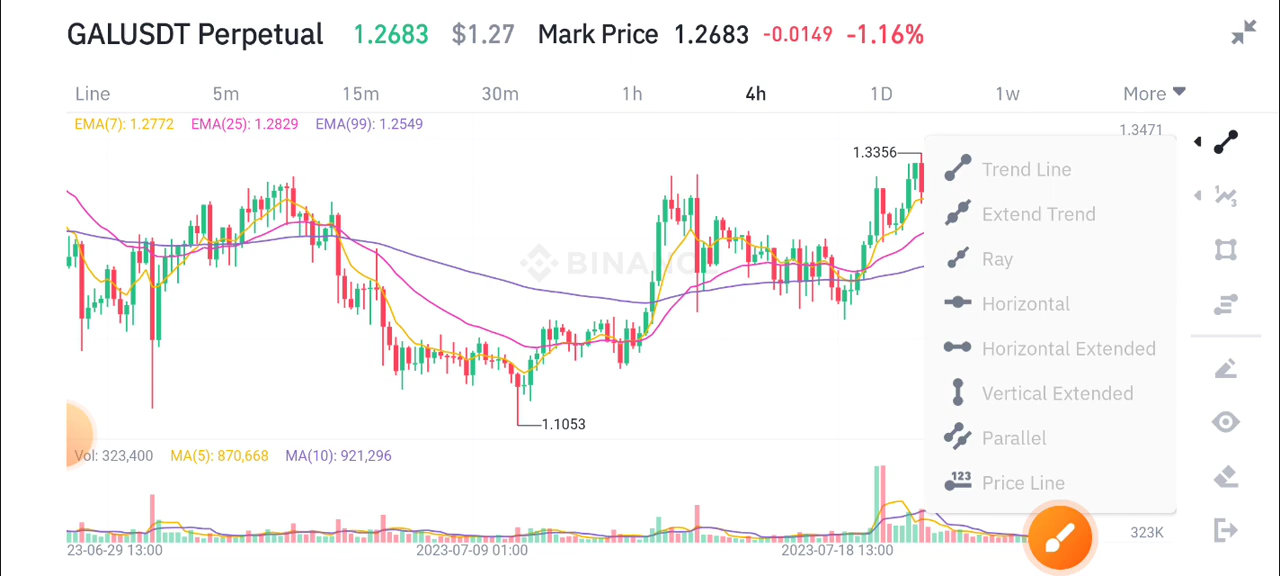 GALUSDT Perpetual 1.2683 $1.27 Mark Price 1.2683 -0.0149 -1.16%
Line 5m 15m 30m 1h 4h 1D 1w More
EMA(7): 1.2772 EMA(25): 1.2829 EMA(99): 1.2549
1.3471
1.3356
Trend Line
Extend Trend
Ray
BINANC
Horizontal
Horizontal Extended
Vertical Extended
1.1053
Parallel
Vol: 323,400 MA(5): 870,668 MA(10): 921,296
123 Price Line
323K
23-06-29 13:00 2023-07-09 01:00 2023-07-18 13:00